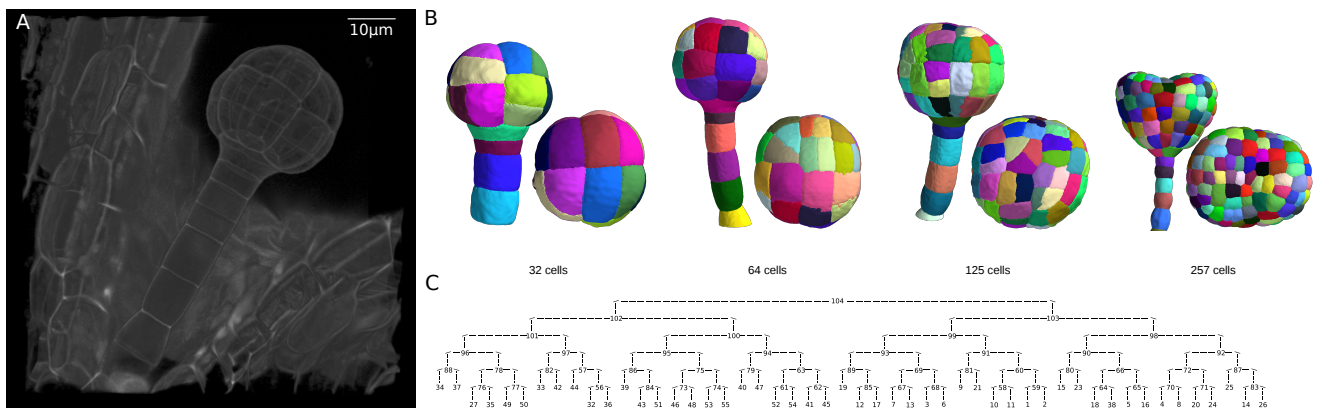 A
10µm
B
32 cells
64 cells
125 cells
257 cells
C
104
102 103
101 100 99 98
96 97 95 94 93 91 90 92
88 78 82 57 86 75 79 63 89 69 81 60 80 66 72 87
34 37 76 77 33 42 44 56 39 84 73 74 40 47 61 62 19 85 67 68 9 21 58 59 15 23 64 65 70 71 25 83
27 35 49 50 32 36 43 51 46 48 53 55 52 54 41 45 12 17 7 13 3 6 10 11 1 2 18 38 5 16 4 8 20 24 14 26